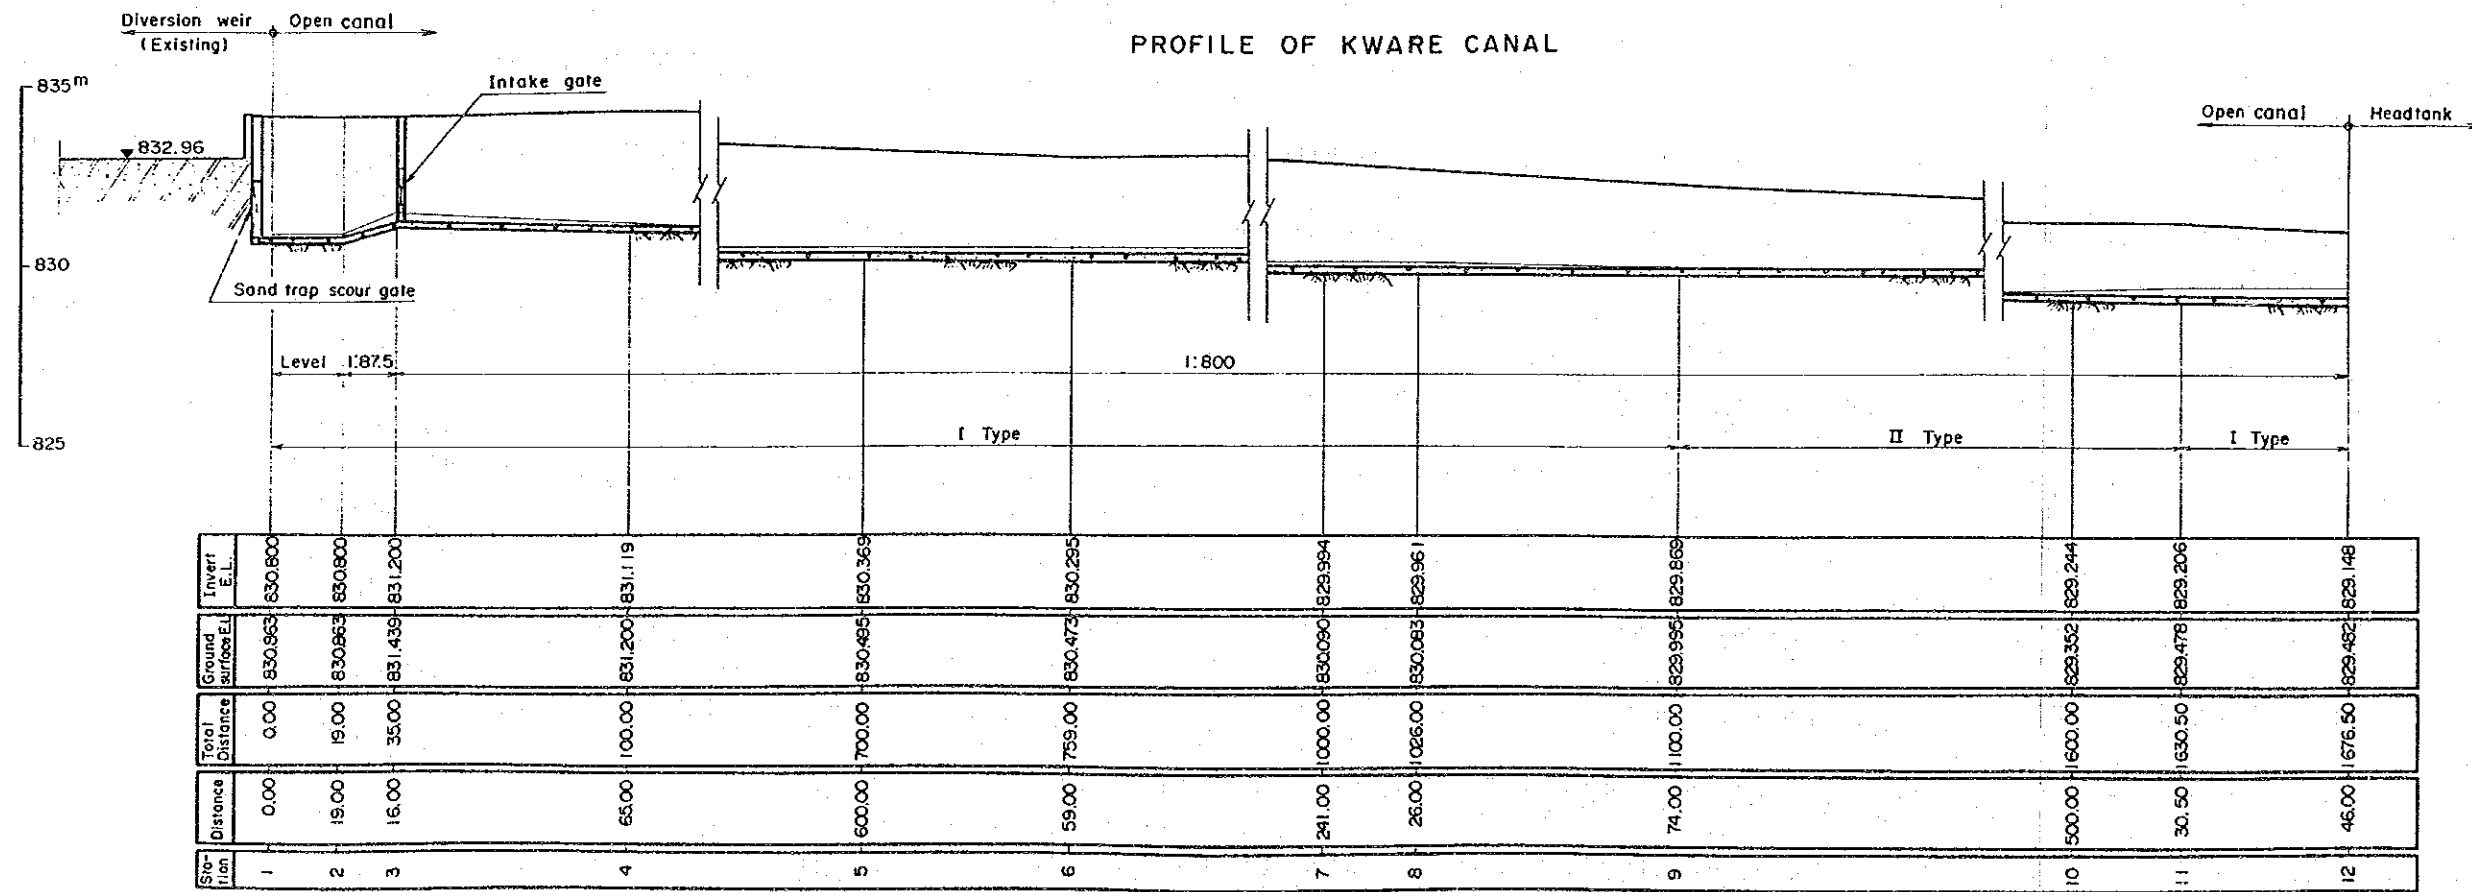 PROFILE OF KWARE CANAL
Diversion weir
(Existing)
Open canal
Intake gate
835m
832.96
830
825
Sand trap scour gate
Open canal
Headtank
Level
1:87.5
1:800
I Type
II Type
I Type
Invert E.L. 830.800 830.800 831.200 831.119 830.369 830.295 829.994 829.961 829.869 829.244 829.206 829.148
Ground surface E.L. 830.863 830.863 831.439 831.200 830.495 830.473 830.090 830.083 829.995 829.352 829.478 829.482
Total Distance 0.00 19.00 35.00 100.00 700.00 759.00 1000.00 1026.00 1100.00 1600.00 1630.50 1676.50
Distance 0.00 19.00 16.00 65.00 600.00 59.00 241.00 26.00 74.00 500.00 30.50 46.00
Sta-tion 1 2 3 4 5 6 7 8 9 10 11 12